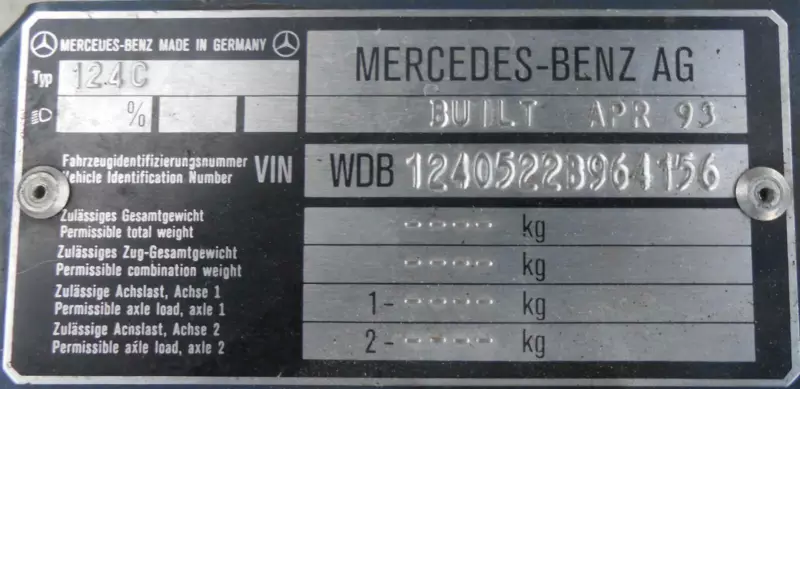 MERCEDES-BENZ MADE IN GERMANY
MERCEDES-BENZ AG
Typ 124C
%
BUILT APR 93
Fahrzeugidentifizierungsnummer
Vehicle Identification Number
VIN
WDB 1240522B964156
Zulässiges Gesamtgewicht
Permissible total weight
---- kg
Zulässiges Zug-Gesamtgewicht
Permissible combination weight
---- kg
Zulässige Achslast, Achse 1
Permissible axle load, axle 1
1- ---- kg
Zulässige Achslast, Achse 2
Permissible axle load, axle 2
2- ---- kg